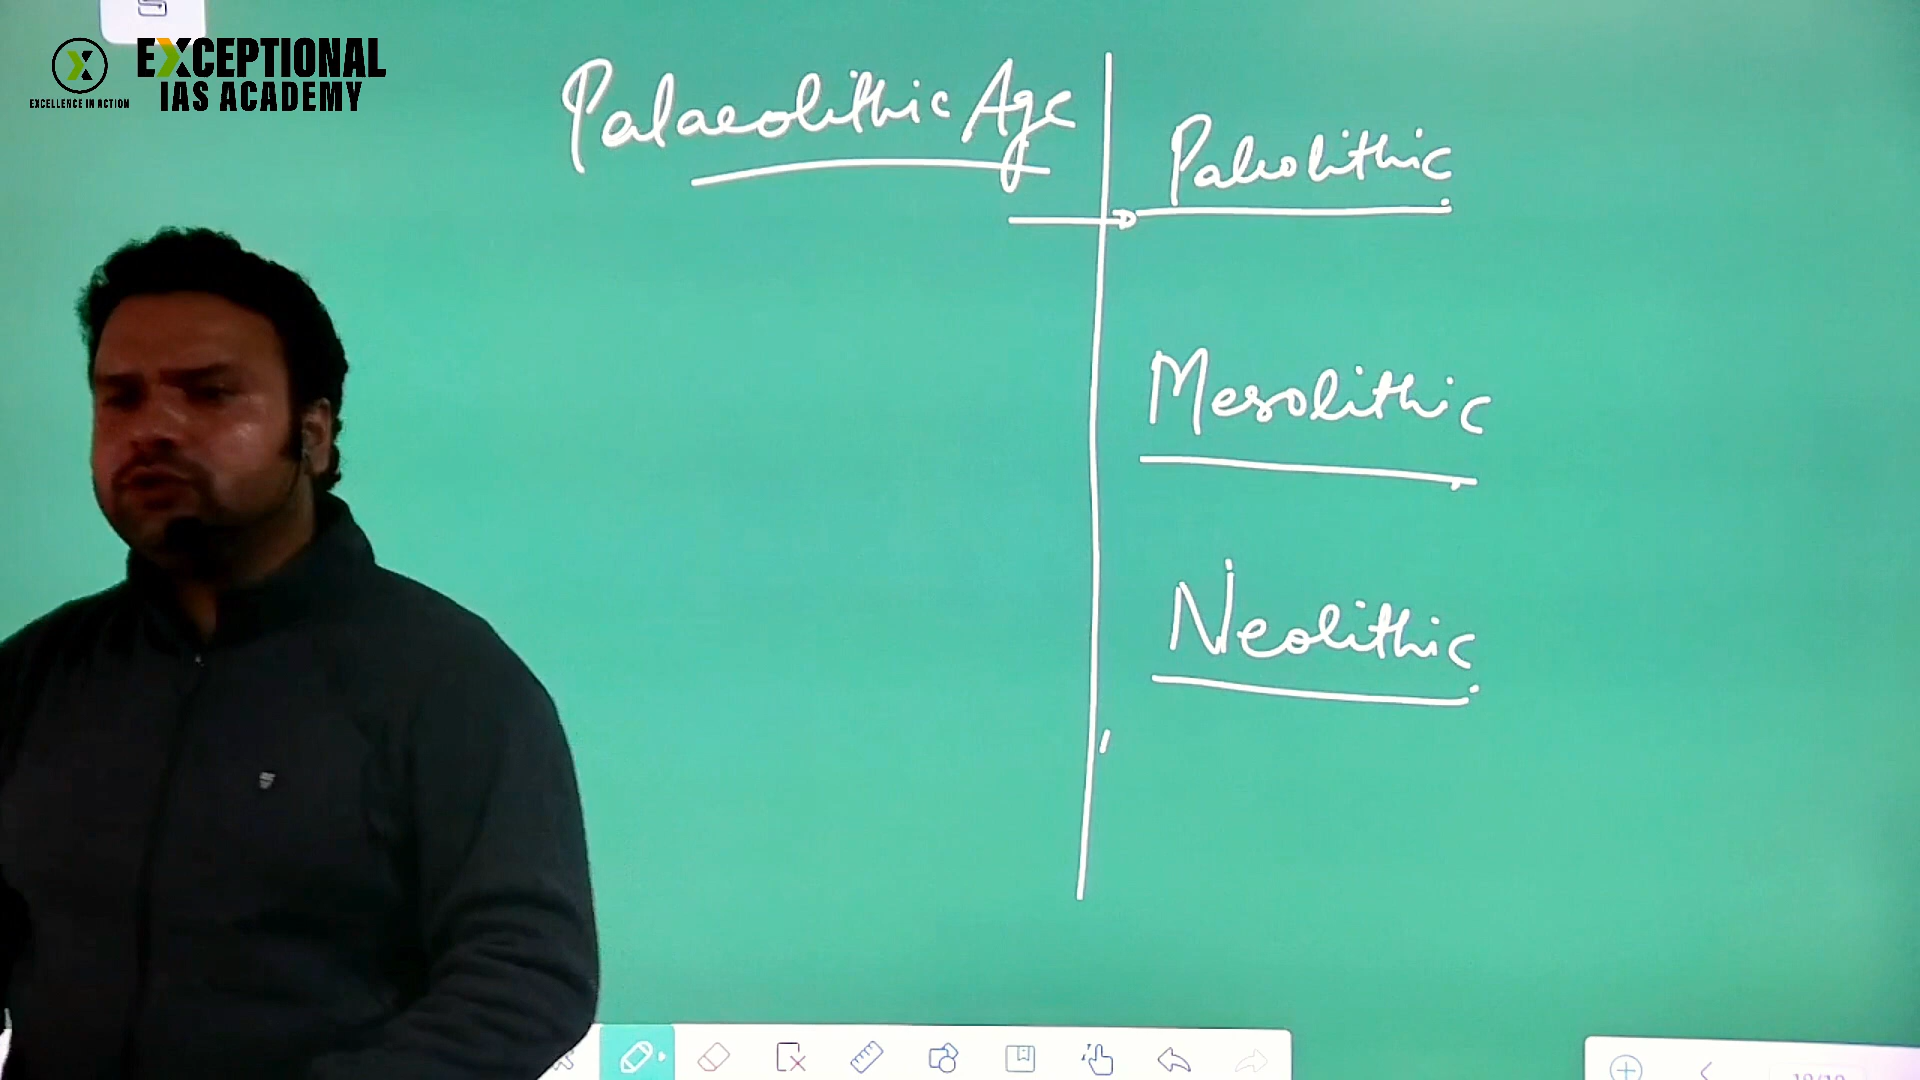 EXCEPTIONAL
IAS ACADEMY
EXCELLENCE IN ACTION
Palaeolithic Age
Paleolithic
Mesolithic
Neolithic